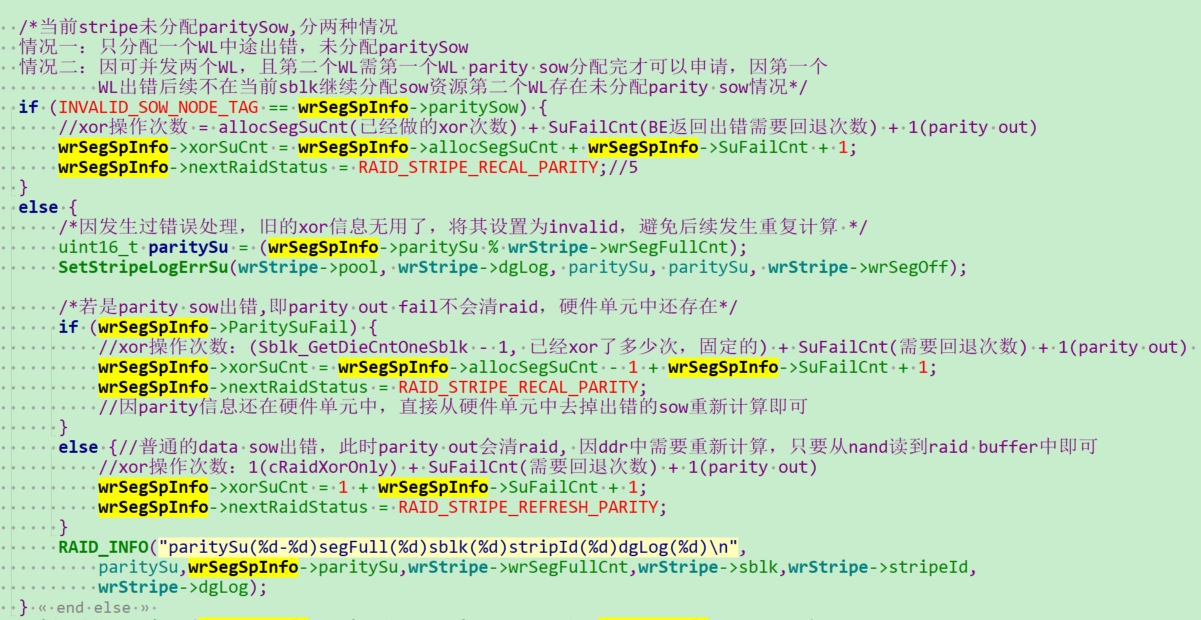 /*当前stripe未分配paritySow,分两种情况
情况一: 只分配一个WL中途出错, 未分配paritySow
情况二: 因可并发两个WL, 且第二个WL需第一个WL parity sow分配完才可以申请, 因第一个
WL出错后续不在当前sblk继续分配sow资源第二个WL存在未分配parity sow情况*/
if (INVALID_SOW_NODE_TAG == wrSegSpInfo->paritySow) {
//xor操作次数 = allocSegSuCnt(已经做的xor次数) + SuFailCnt(BE返回出错需要回退次数) + 1(parity out)
wrSegSpInfo->xorSuCnt = wrSegSpInfo->allocSegSuCnt + wrSegSpInfo->SuFailCnt + 1;
wrSegSpInfo->nextRaidStatus = RAID_STRIPE_RECAL_PARITY;//5
}
else {
/*因发生过错误处理, 旧的xor信息无用了, 将其设置为invalid, 避免后续发生重复计算 */
uint16_t paritySu = (wrSegSpInfo->paritySu % wrStripe->wrSegFullCnt);
SetStripeLogErrSu(wrStripe->pool, wrStripe->dgLog, paritySu, paritySu, wrStripe->wrSegOff);
/*若是parity sow出错,即parity out fail不会清raid, 硬件单元中还存在*/
if (wrSegSpInfo->ParitySuFail) {
//xor操作次数: (Sblk_GetDieCntOneSblk - 1, 已经xor了多少次, 固定的) + SuFailCnt(需要回退次数) + 1(parity out)
wrSegSpInfo->xorSuCnt = wrSegSpInfo->allocSegSuCnt - 1 + wrSegSpInfo->SuFailCnt + 1;
wrSegSpInfo->nextRaidStatus = RAID_STRIPE_RECAL_PARITY;
//因parity信息还在硬件单元中, 直接从硬件单元中去掉出错的sow重新计算即可
}
else {//普通的data sow出错, 此时parity out会清raid, 因ddr中需要重新计算, 只要从nand读到raid buffer中即可
//xor操作次数: 1(cRaidXorOnly) + SuFailCnt(需要回退次数) + 1(parity out)
wrSegSpInfo->xorSuCnt = 1 + wrSegSpInfo->SuFailCnt + 1;
wrSegSpInfo->nextRaidStatus = RAID_STRIPE_REFRESH_PARITY;
}
RAID_INFO("paritySu(%d-%d)segFull(%d)sblk(%d)stripId(%d)dgLog(%d)\n",
paritySu,wrSegSpInfo->paritySu,wrStripe->wrSegFullCnt,wrStripe->sblk,wrStripe->stripeId,
wrStripe->dgLog);
} « end else »